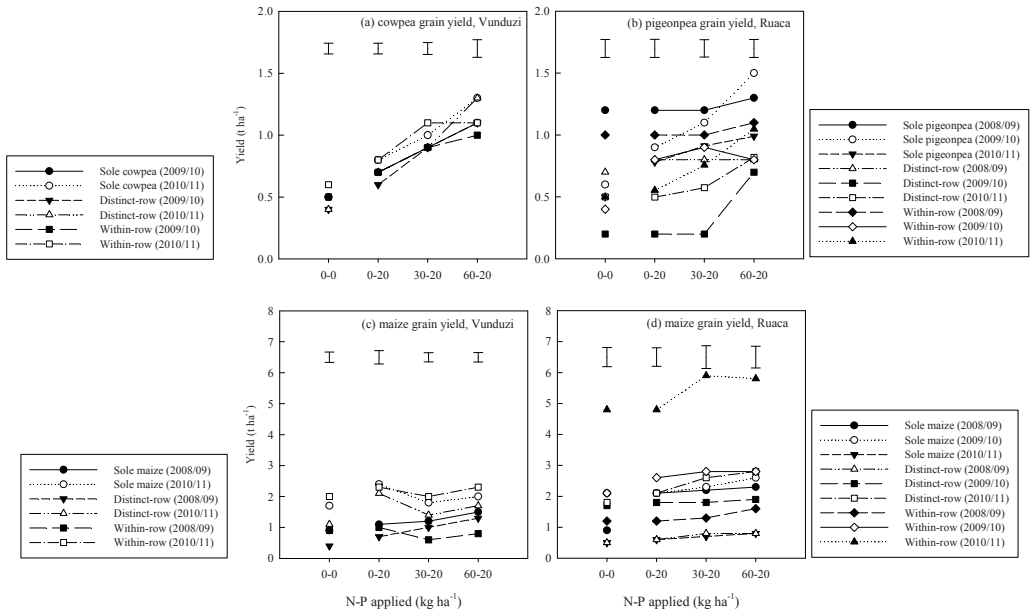 (a) cowpea grain yield, Vunduzi
2.0
1.5
1.0
0.5
0.0
Yield (t ha-1)
0-0
0-20
30-20
60-20
Sole cowpea (2009/10)
Sole cowpea (2010/11)
Distinct-row (2009/10)
Distinct-row (2010/11)
Within-row (2009/10)
Within-row (2010/11)
(b) pigeonpea grain yield, Ruaca
2.0
1.5
1.0
0.5
0.0
0-0
0-20
30-20
60-20
Sole pigeonpea (2008/09)
Sole pigeonpea (2009/10)
Sole pigeonpea (2010/11)
Distinct-row (2008/09)
Distinct-row (2009/10)
Distinct-row (2010/11)
Within-row (2008/09)
Within-row (2009/10)
Within-row (2010/11)
(c) maize grain yield, Vunduzi
8
7
6
5
4
3
2
1
0
Yield (t ha-1)
0-0
0-20
30-20
60-20
N-P applied (kg ha-1)
Sole maize (2008/09)
Sole maize (2010/11)
Distinct-row (2008/09)
Distinct-row (2010/11)
Within-row (2008/09)
Within-row (2010/11)
(d) maize grain yield, Ruaca
8
7
6
5
4
3
2
1
0
0-0
0-20
30-20
60-20
N-P applied (kg ha-1)
Sole maize (2008/09)
Sole maize (2009/10)
Sole maize (2010/11)
Distinct-row (2008/09)
Distinct-row (2009/10)
Distinct-row (2010/11)
Within-row (2008/09)
Within-row (2009/10)
Within-row (2010/11)